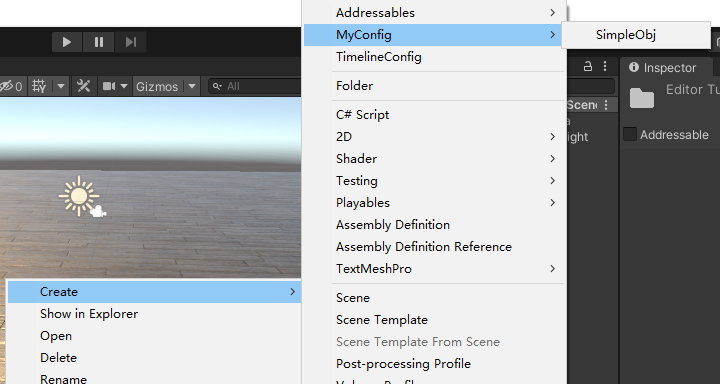 Addressables
MyConfig
SimpleObj
TimelineConfig
0
Gizmos
All
Inspector
Folder
Editor Tu
Scen
C# Script
2D
ight
Addressable
Shader
Testing
Playables
Assembly Definition
Assembly Definition Reference
TextMeshPro
Create
Scene
Show in Explorer
Scene Template
Open
Scene Template From Scene
Delete
Post-processing Profile
Rename